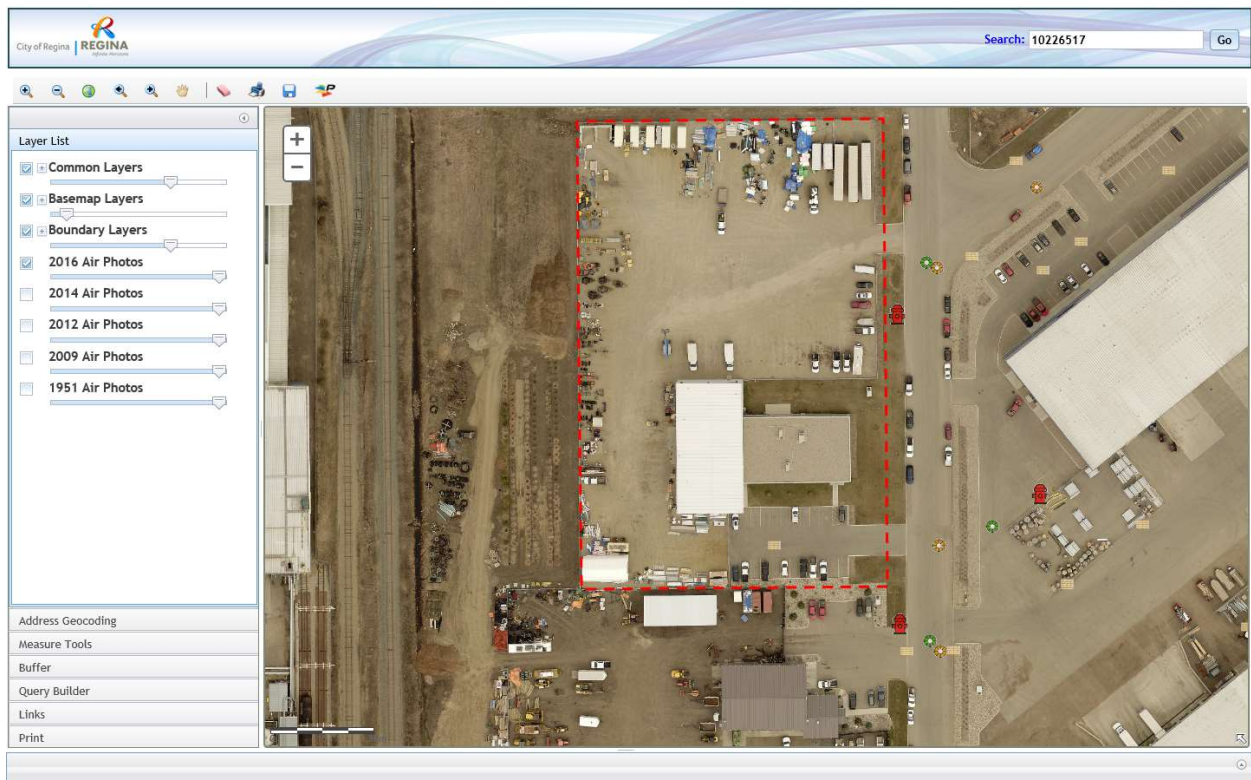 City of Regina
REGINA
Infinite Horizons
Search: 10226517 Go
P
Layer List
Common Layers
Basemap Layers
Boundary Layers
2016 Air Photos
2014 Air Photos
2012 Air Photos
2009 Air Photos
1951 Air Photos
Address Geocoding
Measure Tools
Buffer
Query Builder
Links
Print